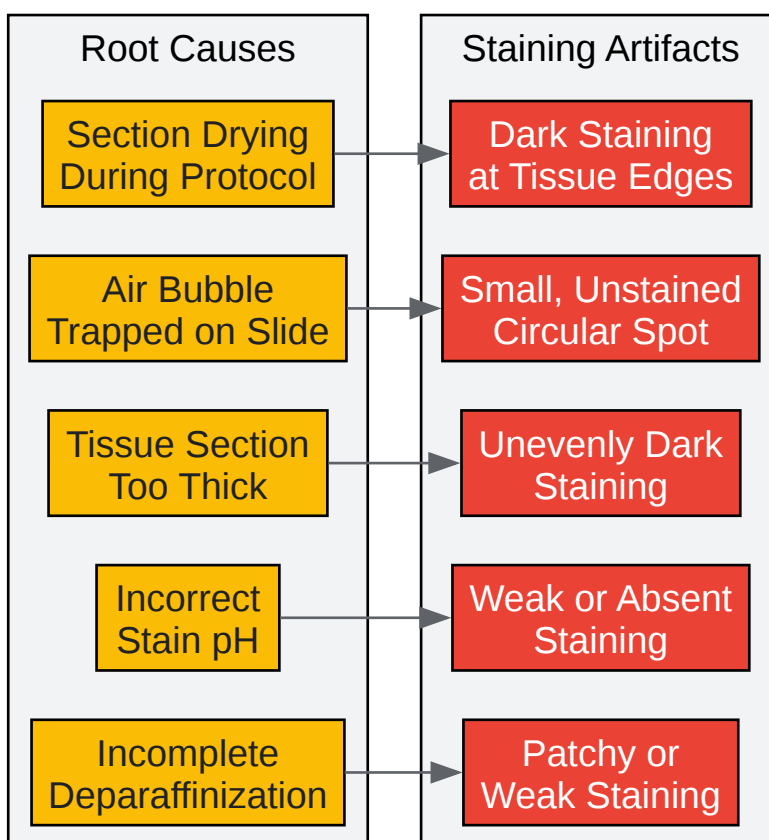 Root Causes
Staining Artifacts
Section Drying
During Protocol
Dark Staining
at Tissue Edges
Air Bubble
Trapped on Slide
Small, Unstained
Circular Spot
Tissue Section
Too Thick
Unevenly Dark
Staining
Incorrect
Stain pH
Weak or Absent
Staining
Incomplete
Deparaffinization
Patchy or
Weak Staining